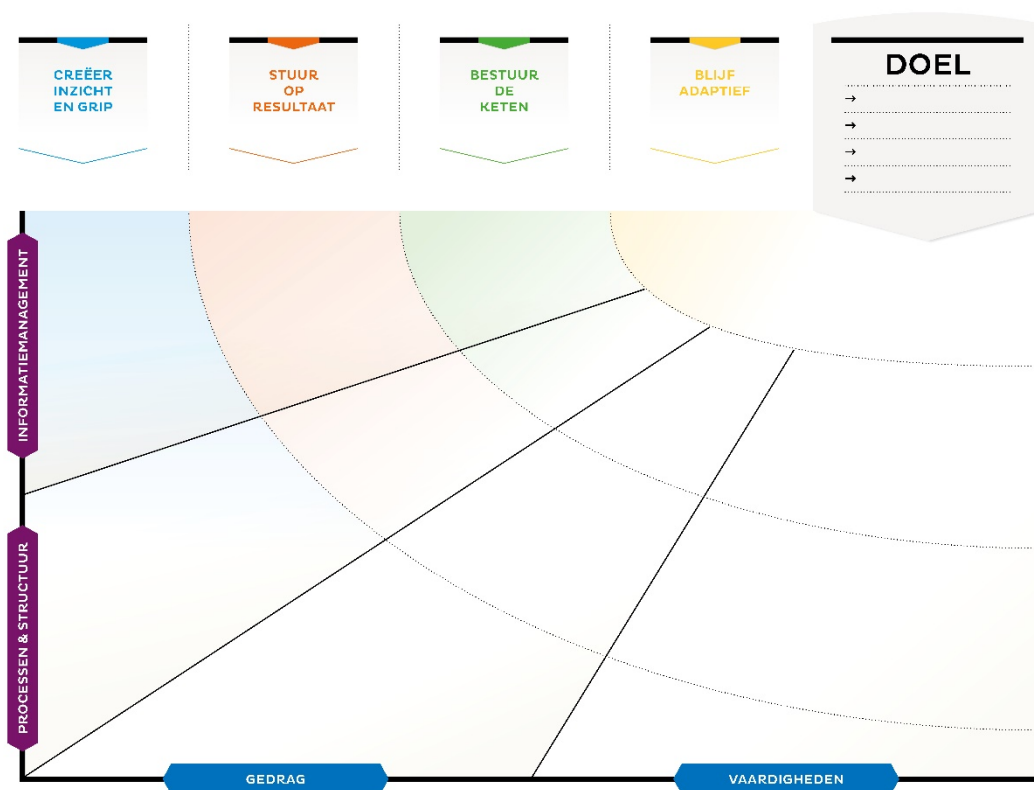 CREËER
INZICHT
EN GRIP
STUUR
OP
RESULTAAT
BESTUUR
DE
KETEN
BLIJF
ADAPTIEF
DOEL
→
→
→
→
INFORMATIEMANAGEMENT
PROCESSEN & STRUCTUUR
GEDRAG
VAARDIGHEDEN